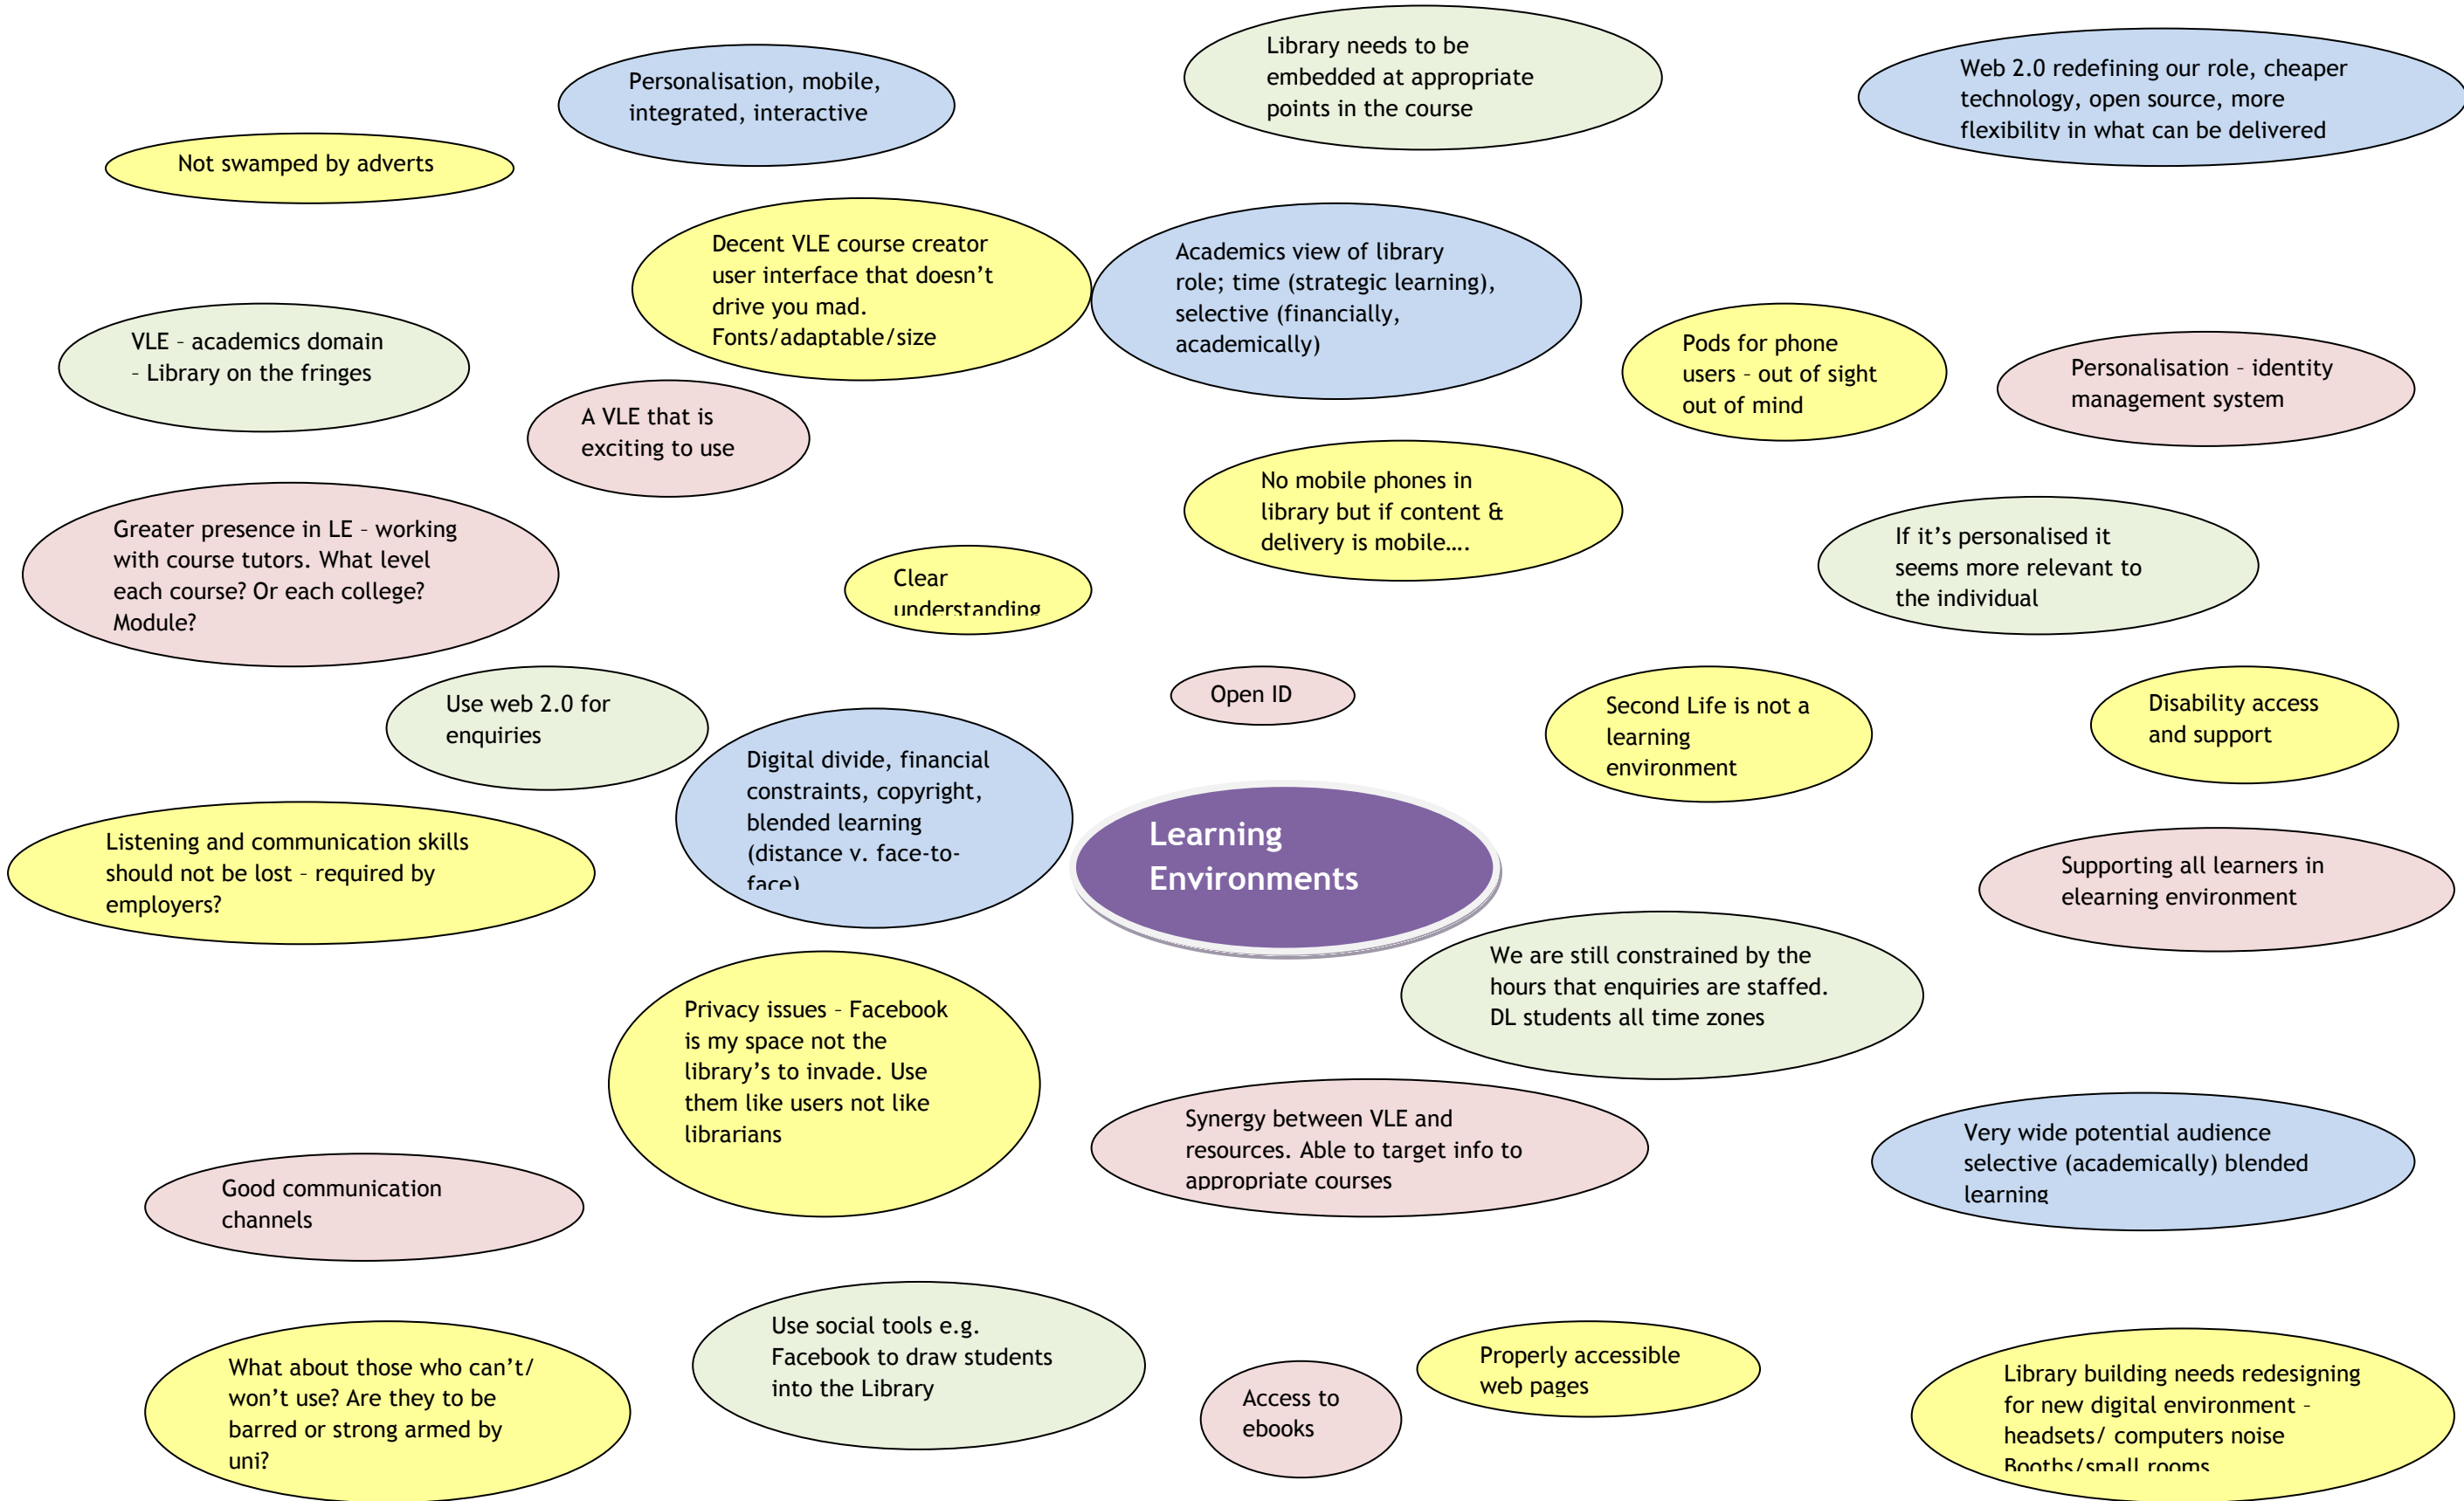 Library needs to be
embedded at appropriate
points in the course
Personalisation, mobile,
integrated, interactive
Web 2.0 redefining our role, cheaper
technology, open source, more
flexibility in what can be delivered
Not swamped by adverts
Decent VLE course creator
user interface that doesn’t
drive you mad.
Fonts/adaptable/size
Academics view of library
role; time (strategic learning),
selective (financially,
academically)
VLE – academics domain
– Library on the fringes
Pods for phone
users – out of sight
out of mind
Personalisation – identity
management system
A VLE that is
exciting to use
No mobile phones in
library but if content &
delivery is mobile….
Greater presence in LE – working
with course tutors. What level
each course? Or each college?
Module?
If it’s personalised it
seems more relevant to
the individual
Clear
understanding
Use web 2.0 for
enquiries
Open ID
Second Life is not a
learning
environment
Disability access
and support
Digital divide, financial
constraints, copyright,
blended learning
(distance v. face-to-
face)
Learning
Environments
Listening and communication skills
should not be lost – required by
employers?
Supporting all learners in
elearning environment
We are still constrained by the
hours that enquiries are staffed.
DL students all time zones
Privacy issues – Facebook
is my space not the
library’s to invade. Use
them like users not like
librarians
Synergy between VLE and
resources. Able to target info to
appropriate courses
Very wide potential audience
selective (academically) blended
learning
Good communication
channels
Use social tools e.g.
Facebook to draw students
into the Library
What about those who can’t/
won’t use? Are they to be
barred or strong armed by
uni?
Access to
ebooks
Properly accessible
web pages
Library building needs redesigning
for new digital environment –
headsets/ computers noise
Booths/small rooms